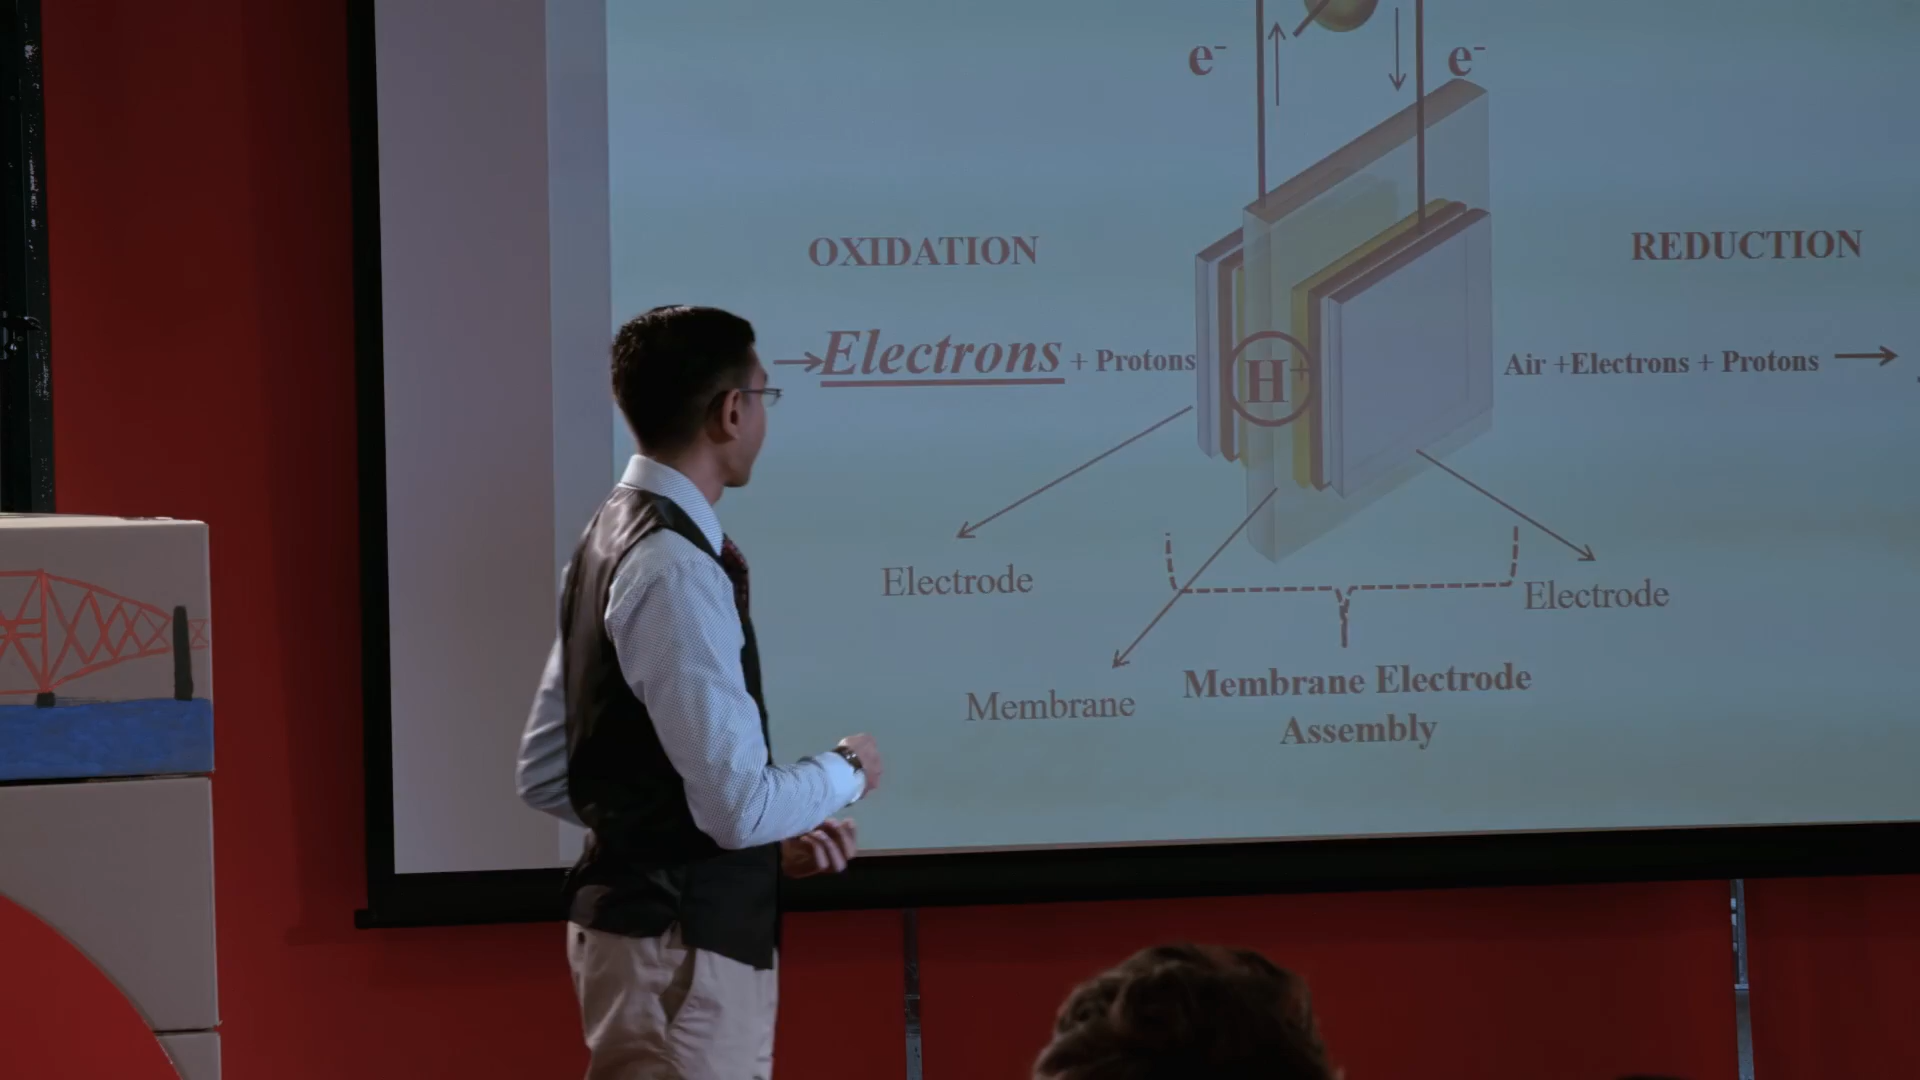 e⁻ e⁻
OXIDATION
REDUCTION
→Electrons + Protons
H⁺
Air +Electrons + Protons →
Electrode
Electrode
Membrane
Membrane Electrode
Assembly